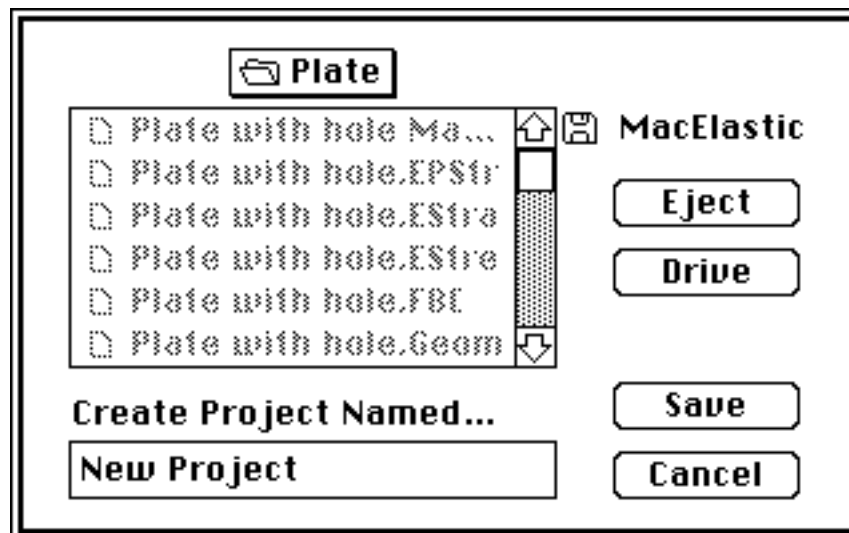 Plate
Plate with hole Ma...
Plate with hole.EPStr
Plate with hole.EStra
Plate with hole.EStre
Plate with hole.FBC
Plate with hole.Geom
MacElastic
Eject
Drive
Create Project Named...
New Project
Save
Cancel